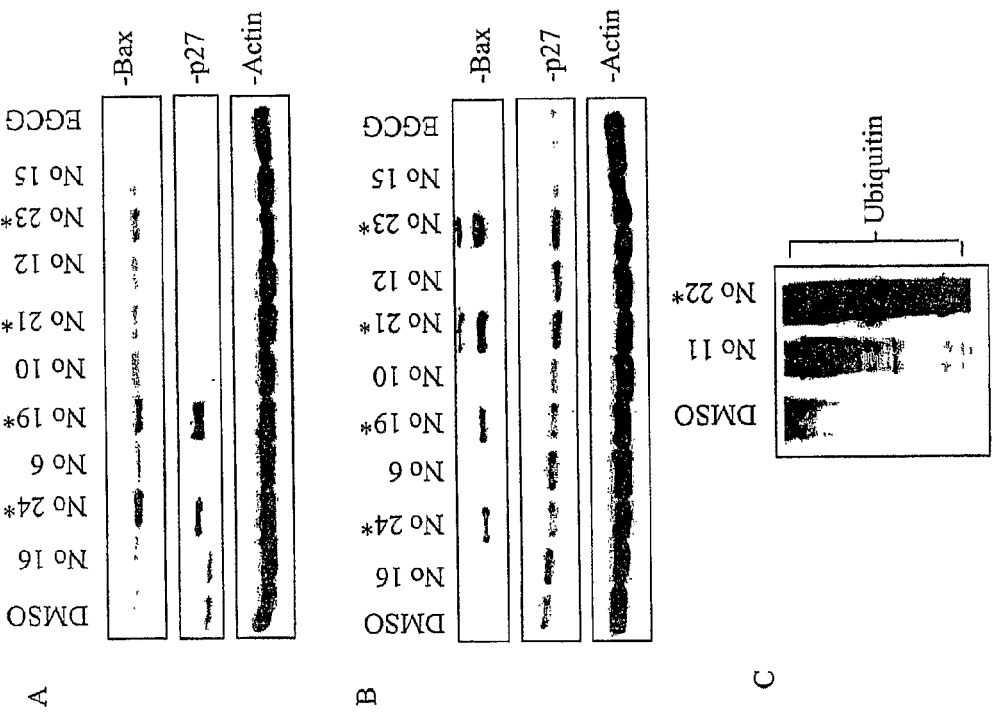 A
DMSO
No 16
No 24*
No 6
No 19*
No 10
No 21*
No 12
No 23*
No 15
EGCG
-Bax
-p27
-Actin
B
DMSO
No 16
No 24*
No 6
No 19*
No 10
No 21*
No 12
No 23*
No 15
EGCG
-Bax
-p27
-Actin
C
DMSO
No 11
No 22*
Ubiquitin